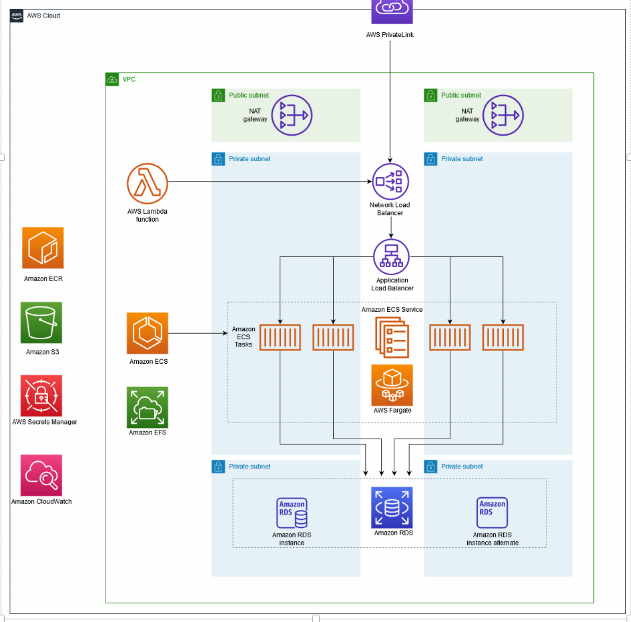 aws
AWS Cloud
AWS PrivateLink
VPC
Public subnet
NAT
gateway
Public subnet
NAT
gateway
Private subnet
Private subnet
AWS Lambda
function
Network Load
Balancer
Amazon ECR
Application
Load Balancer
Amazon S3
Amazon ECS
Amazon
ECS
Tasks
Amazon ECS Service
AWS Fargate
AWS Secrets Manager
Amazon EFS
Amazon CloudWatch
Private subnet
Private subnet
Amazon
RDS
Amazon RDS
instance
Amazon RDS
Amazon
RDS
Amazon RDS
instance alternate